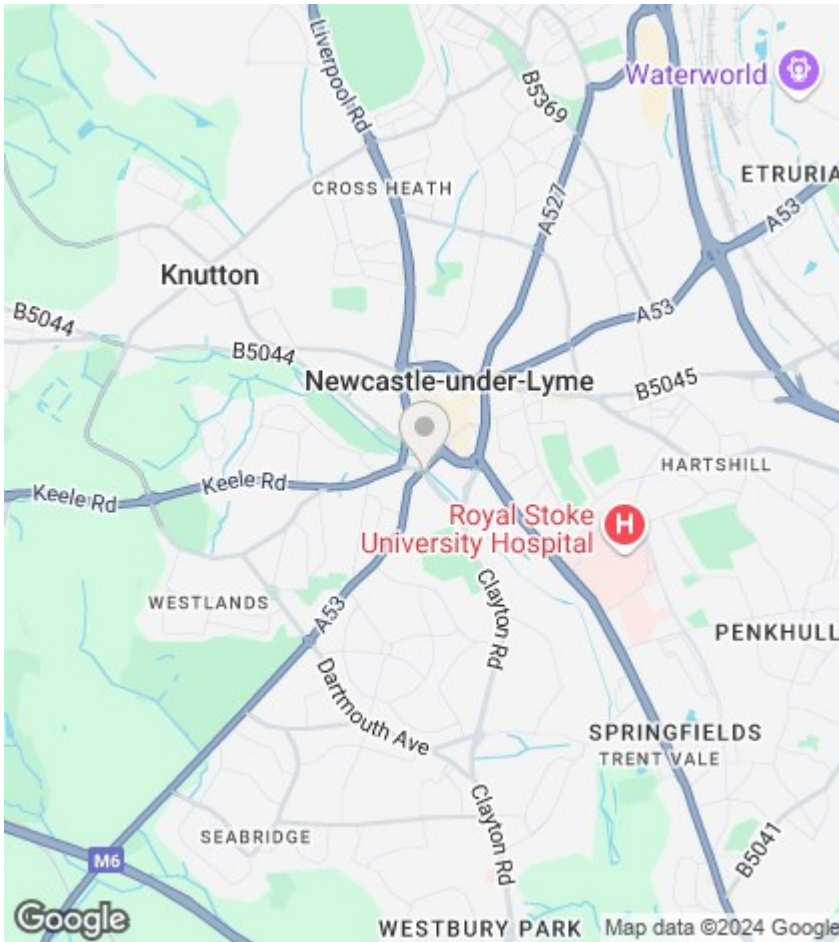 Liverpool Rd
Waterworld
B5369
ETRURIA
CROSS HEATH
A527
A53
Knutton
B5044
A53
B5044
Newcastle-under-Lyme
B5045
HARTSHILL
Keele Rd
Keele Rd
Royal Stoke
University Hospital
H
Clayton Rd
WESTLANDS
A53
PENKHULL
Dartmouth Ave
SPRINGFIELDS
TRENT VALE
Clayton Rd
SEABRIDGE
B5041
M6
Google
WESTBURY PARK
Map data ©2024 Google